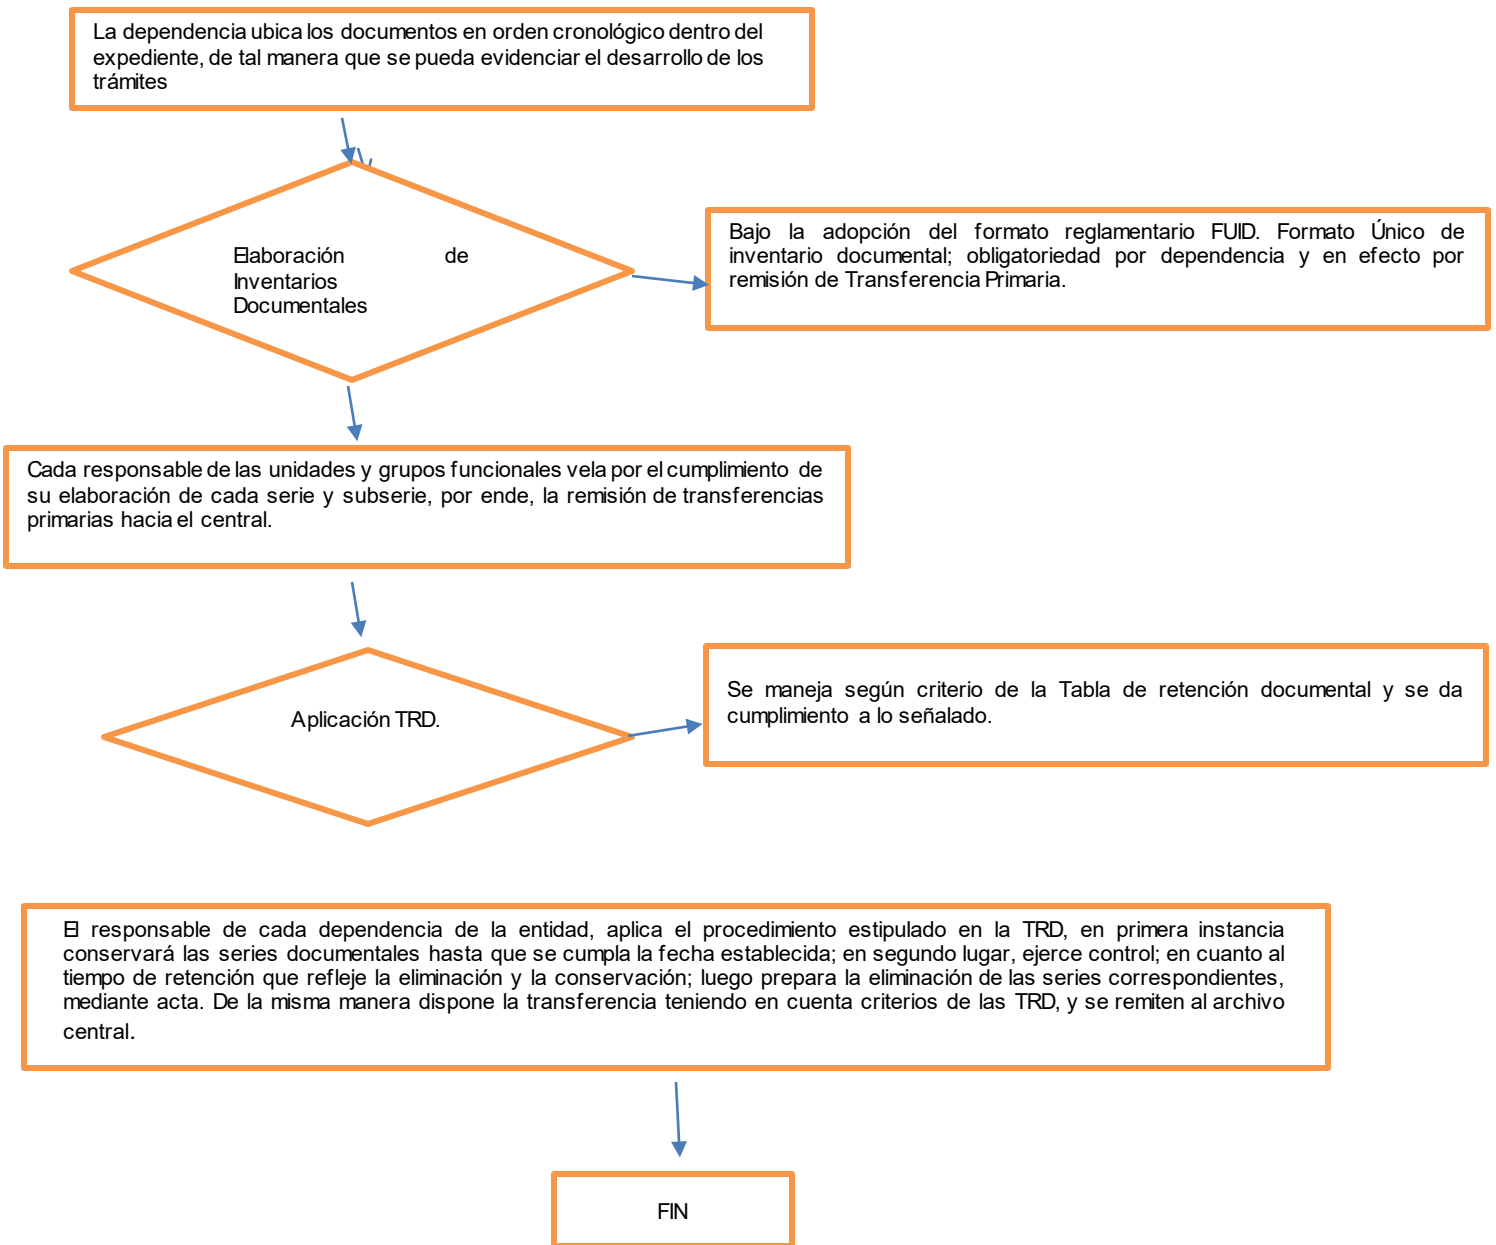 La dependencia ubica los documentos en orden cronológico dentro del
expediente, de tal manera que se pueda evidenciar el desarrollo de los
trámites
Elaboración de
Inventarios
Documentales
Bajo la adopción del formato reglamentario FUID. Formato Único de
inventario documental; obligatoriedad por dependencia y en efecto por
remisión de Transferencia Primaria.
Cada responsable de las unidades y grupos funcionales vela por el cumplimiento de
su elaboración de cada serie y subserie, por ende, la remisión de transferencias
primarias hacia el central.
Aplicación TRD.
Se maneja según criterio de la Tabla de retención documental y se da
cumplimiento a lo señalado.
El responsable de cada dependencia de la entidad, aplica el procedimiento estipulado en la TRD, en primera instancia
conservará las series documentales hasta que se cumpla la fecha establecida; en segundo lugar, ejerce control; en cuanto al
tiempo de retención que refleje la eliminación y la conservación; luego prepara la eliminación de las series correspondientes,
mediante acta. De la misma manera dispone la transferencia teniendo en cuenta criterios de las TRD, y se remiten al archivo
central.
FIN